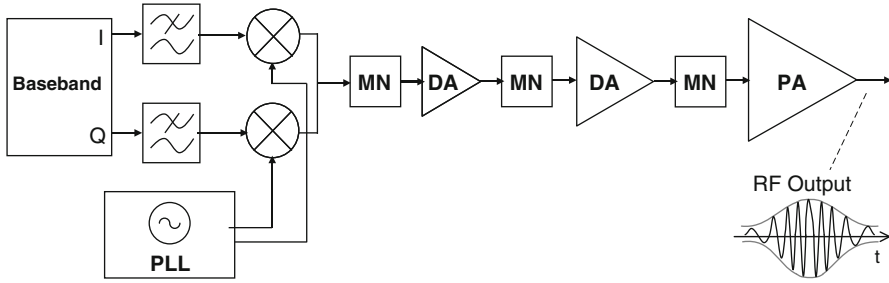 I
Baseband
Q
PLL
MN
DA
MN
DA
MN
PA
RF Output
t